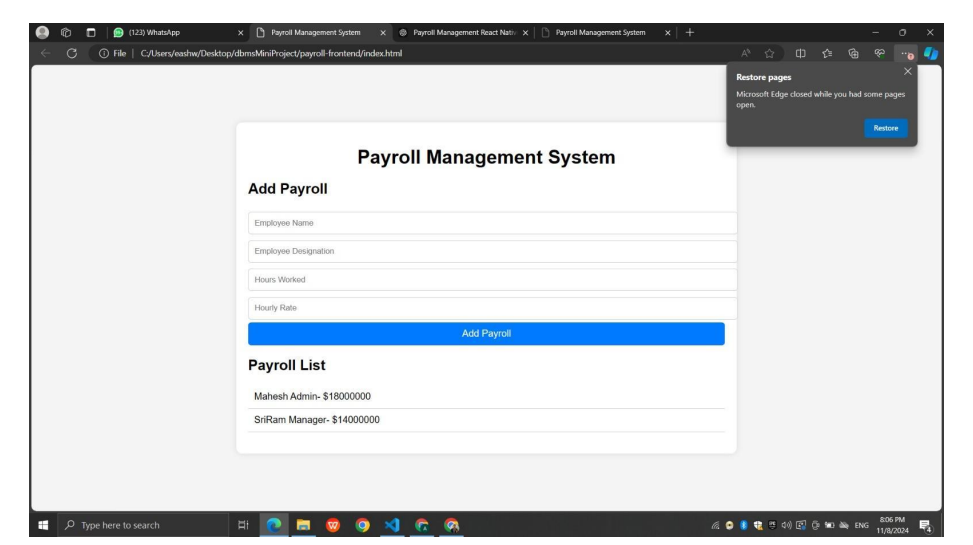 (123) WhatsApp
Payroll Management System
Payroll Management React Nativ
Payroll Management System
File | C:/Users/eashw/Desktop/dbmsMiniProject/payroll-frontend/index.html
Restore pages
Microsoft Edge closed while you had some pages
open.
Restore
Payroll Management System
Add Payroll
Employee Name
Employee Designation
Hours Worked
Hourly Rate
Add Payroll
Payroll List
Mahesh Admin- $18000000
SriRam Manager- $14000000
Type here to search
ENG
8:06 PM
11/8/2024